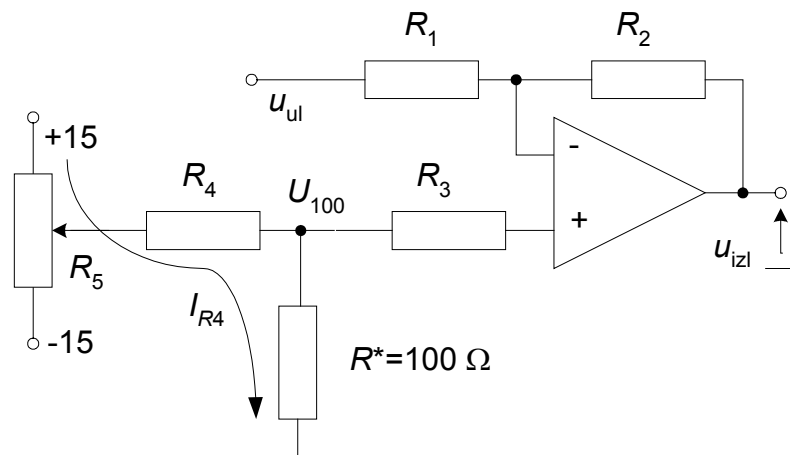 R1
R2
uul
+15
R4
U100
R3
-
+
R5
uizl
IR4
-15
R*=100 Ω